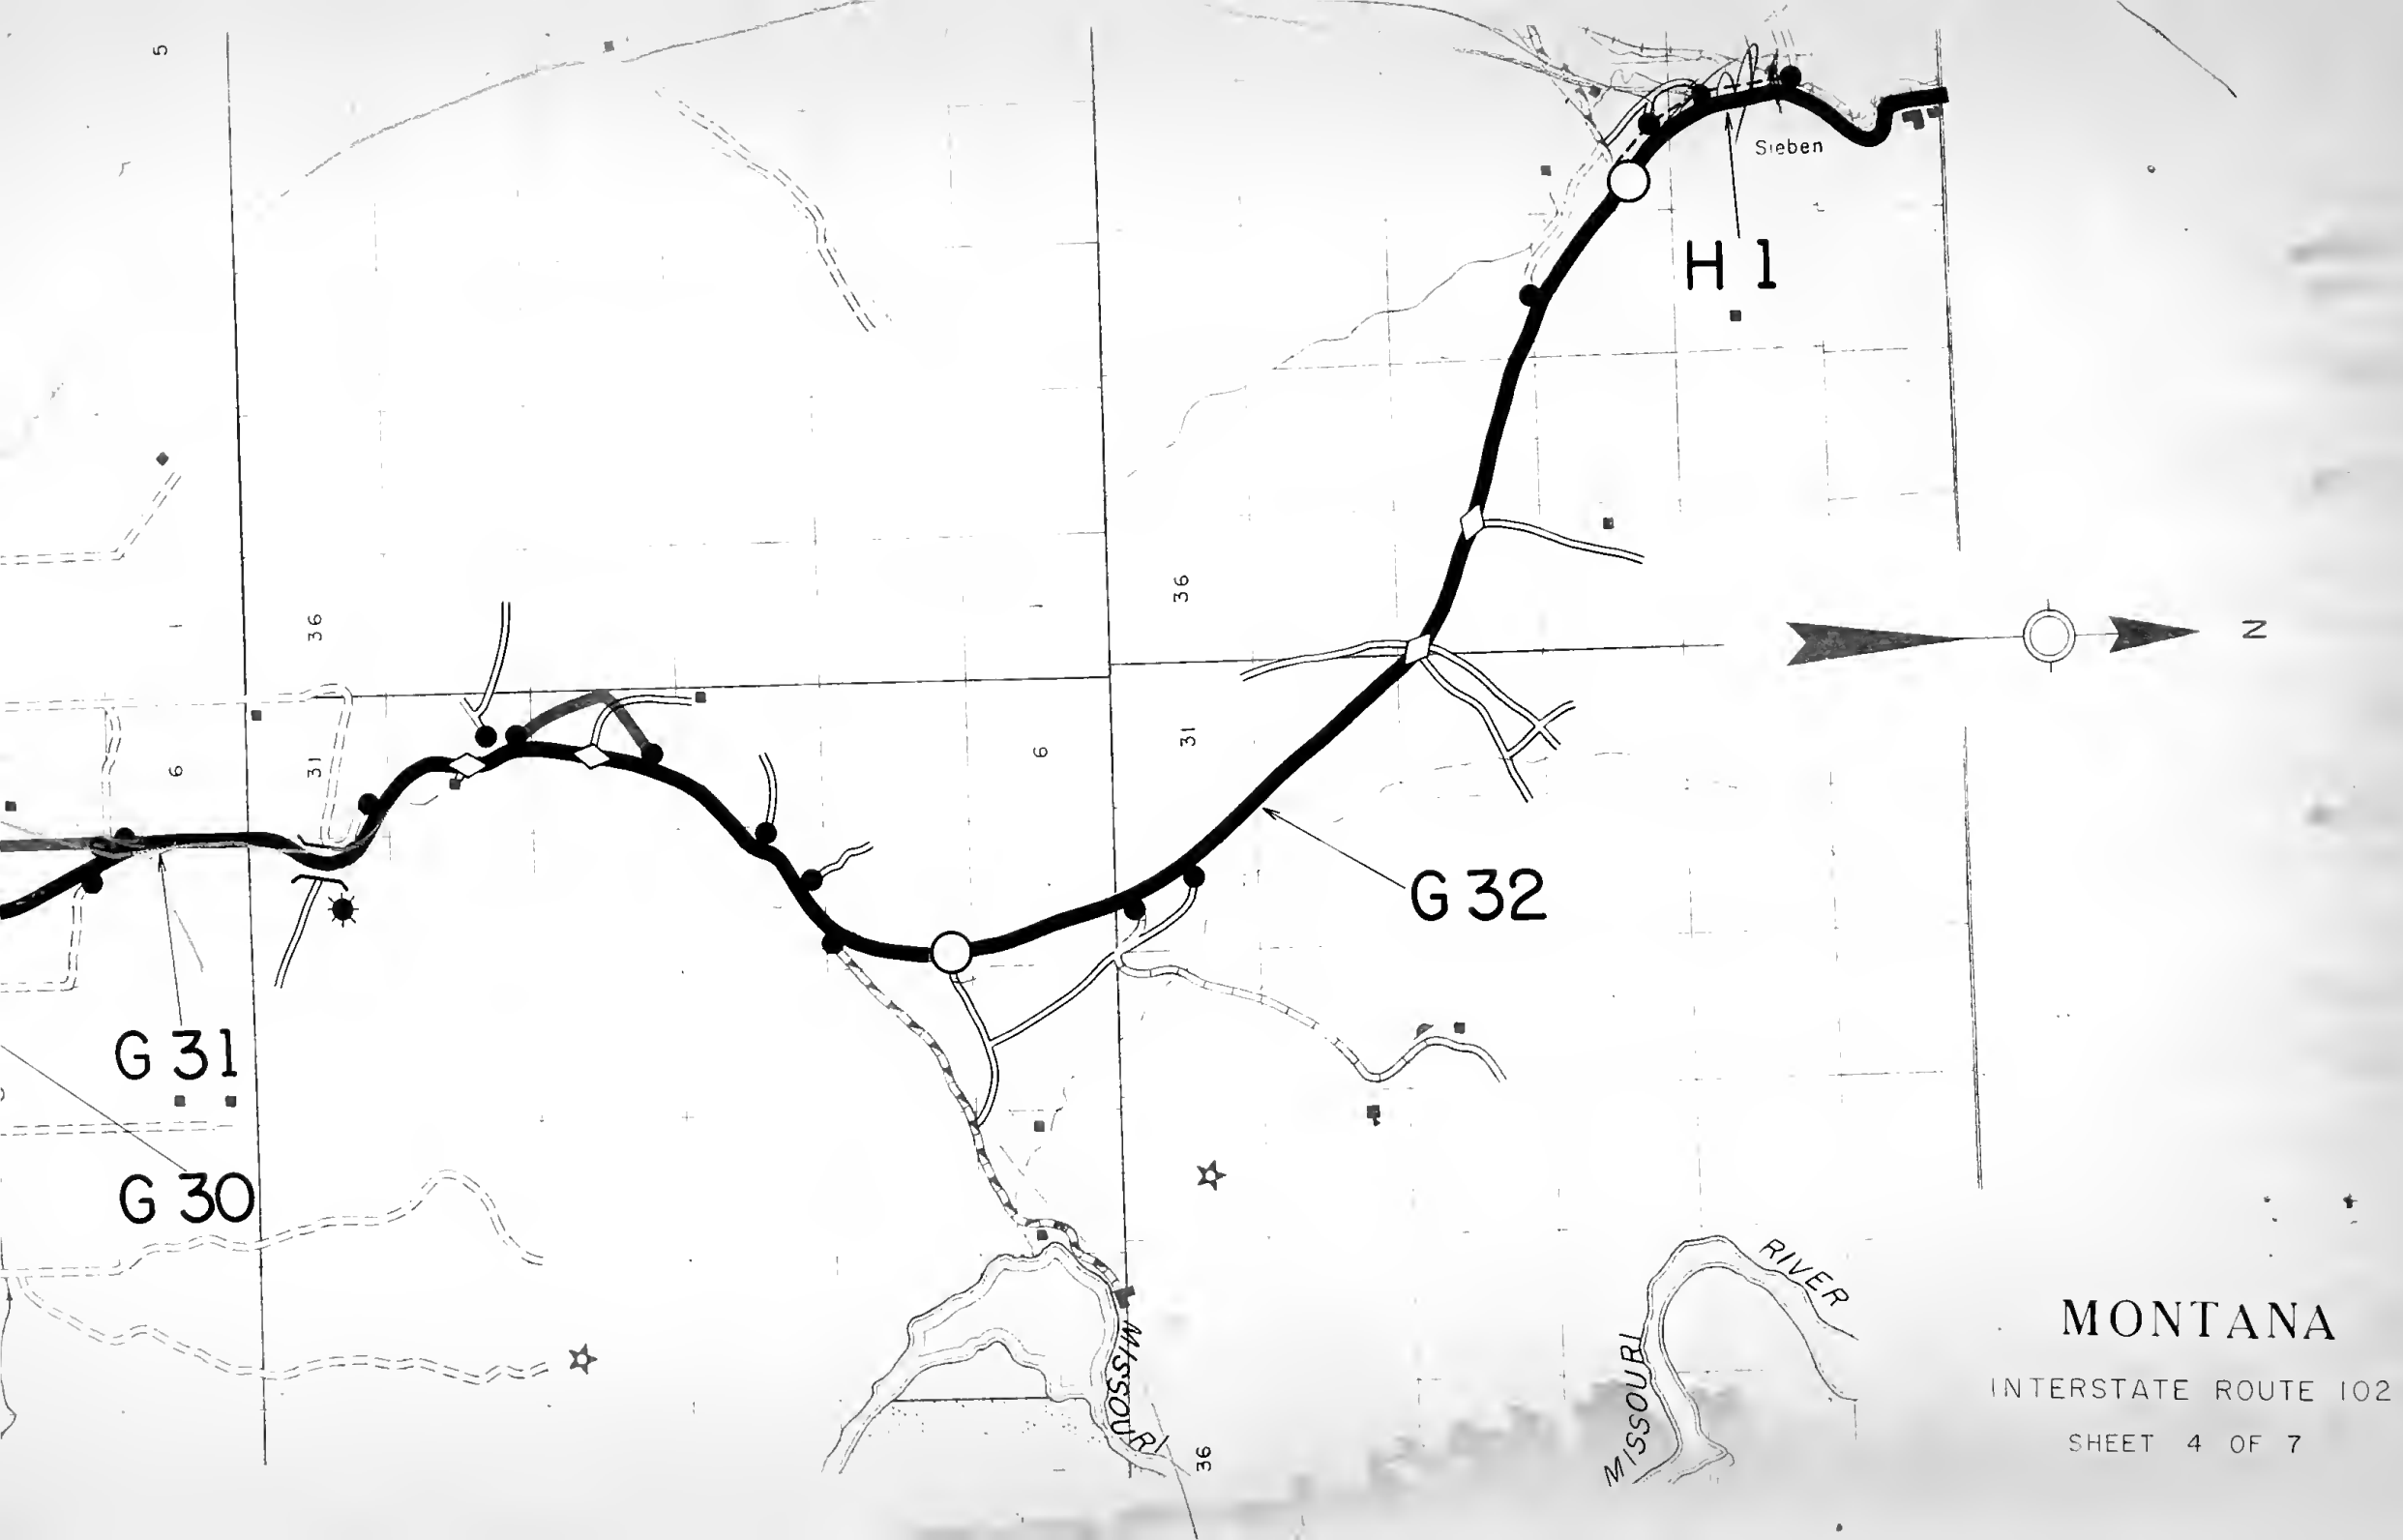 5
Sieben
H 1
36
36
N
6
31
6
31
G 32
G 31
G 30
RIVER
MISSOURI
MISSOURI
36
MONTANA
INTERSTATE ROUTE 102
SHEET 4 OF 7